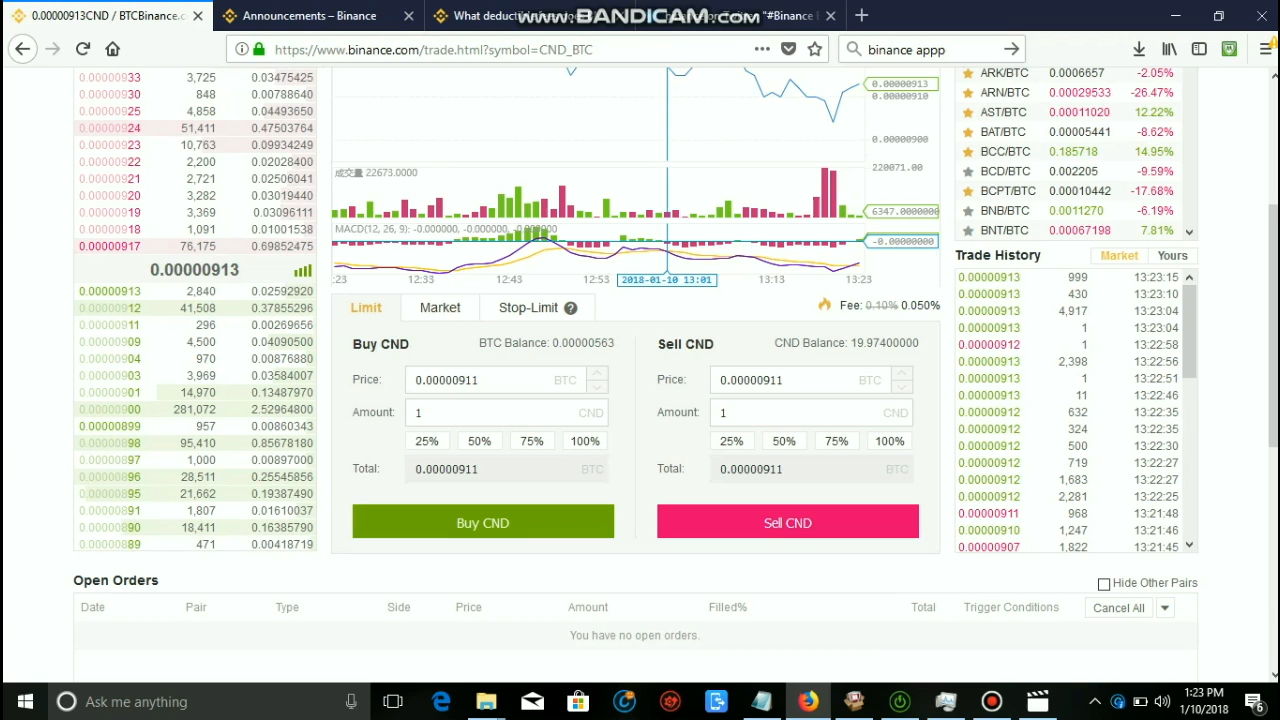 0.00000913CND / BTCBinance.c
Announcements – Binance
What deduct
www.BANDICAM.com
https://www.binance.com/trade.html?symbol=CND_BTC
binance appp
0.00000933 3,725 0.03475425
0.00000930 848 0.00788640
0.00000925 4,858 0.04493650
0.00000924 51,411 0.47503764
0.00000923 10,763 0.09934249
0.00000922 2,200 0.02028400
0.00000921 2,721 0.02506041
0.00000920 3,282 0.03019440
0.00000919 3,369 0.03096111
0.00000918 1,091 0.01001538
0.00000917 76,175 0.69852475
0.00000913
0.00000913 2,840 0.02592920
0.00000912 41,508 0.37855296
0.00000911 296 0.00269656
0.00000909 4,500 0.04090500
0.00000904 970 0.00876880
0.00000903 3,969 0.03584007
0.00000901 14,970 0.13487970
0.00000900 281,072 2.52964800
0.00000899 957 0.00860343
0.00000898 95,410 0.85678180
0.00000897 1,000 0.00897000
0.00000896 28,511 0.25545856
0.00000895 21,662 0.19387490
0.00000891 1,807 0.01610037
0.00000890 18,411 0.16385790
0.00000889 471 0.00418719
0.00000913
0.00000910
0.00000900
成交量 22673.0000
220071.00
6347.0000000
MACD(12, 26, 9): -0.000000, -0.000000, -0.000000
-0.00000000
:23 12:33 12:43 12:53 2018-01-10 13:01 13:13 13:23
Limit Market Stop-Limit ?
Fee: 0.10% 0.050%
Buy CND BTC Balance: 0.00000563
Price: 0.00000911 BTC
Amount: 1 CND
25% 50% 75% 100%
Total: 0.00000911 BTC
Buy CND
Sell CND CND Balance: 19.97400000
Price: 0.00000911 BTC
Amount: 1 CND
25% 50% 75% 100%
Total: 0.00000911 BTC
Sell CND
ARK/BTC 0.0006657 -2.05%
ARN/BTC 0.00029533 -26.47%
AST/BTC 0.00011020 12.22%
BAT/BTC 0.00005441 -8.62%
BCC/BTC 0.185718 14.95%
BCD/BTC 0.002205 -9.59%
BCPT/BTC 0.00010442 -17.68%
BNB/BTC 0.0011270 -6.19%
BNT/BTC 0.00067198 7.81%
Trade History Market Yours
0.00000913 999 13:23:15
0.00000913 430 13:23:10
0.00000913 4,917 13:23:04
0.00000913 1 13:23:04
0.00000912 1 13:22:58
0.00000913 2,398 13:22:56
0.00000913 1 13:22:51
0.00000913 11 13:22:46
0.00000912 632 13:22:35
0.00000912 324 13:22:35
0.00000912 500 13:22:30
0.00000912 719 13:22:27
0.00000912 1,683 13:22:27
0.00000912 2,281 13:22:25
0.00000911 968 13:21:48
0.00000910 1,247 13:21:46
0.00000907 1,822 13:21:45
Open Orders
Hide Other Pairs
Date Pair Type Side Price Amount Filled% Total Trigger Conditions Cancel All
You have no open orders.
Ask me anything
1:23 PM
1/10/2018
6